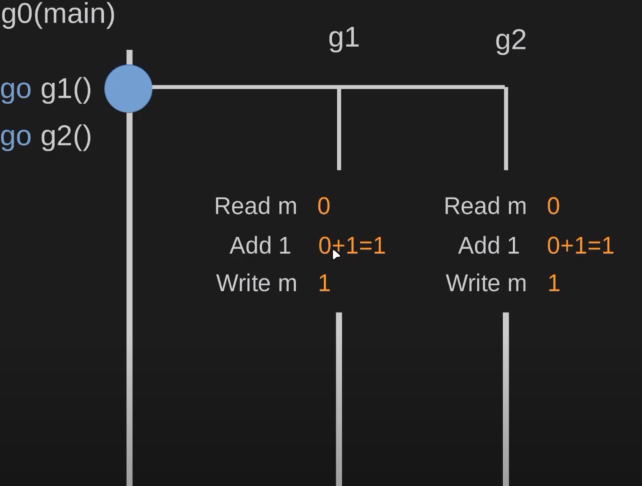 g0(main)
g1
g2
go g1()
go g2()
Read m 0
Add 1 0+1=1
Write m 1
Read m 0
Add 1 0+1=1
Write m 1